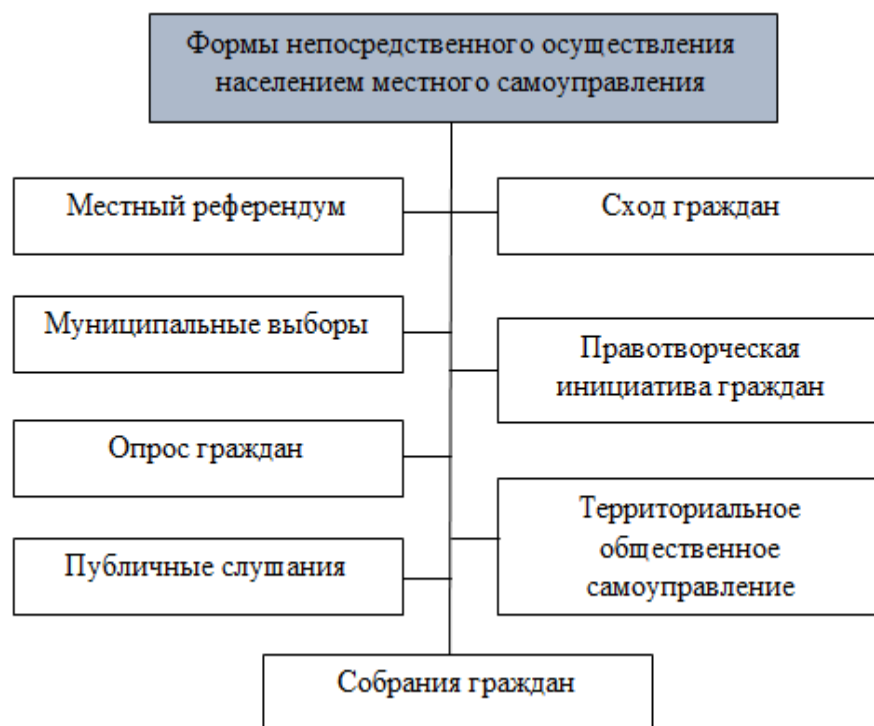 Формы непосредственного осуществления
населением местного самоуправления
Местный референдум
Сход граждан
Муниципальные выборы
Правотворческая
инициатива граждан
Опрос граждан
Территориальное
общественное
самоуправление
Публичные слушания
Собрания граждан